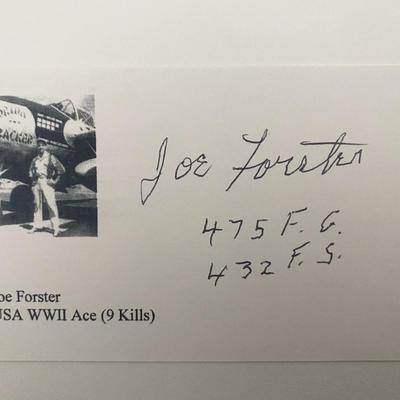 Joe Forster
475 F. G.
432 F. S.
oe Forster
USA WWII Ace (9 Kills)